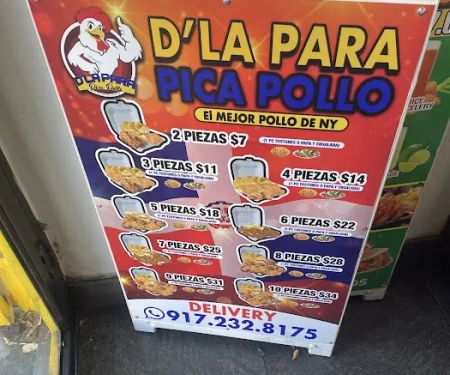 D'LA PARA
D'LA PARA
PICA POLLO
El MEJOR POLLO DE NY
2 PIEZAS $7
3 PIEZAS $11
4 PIEZAS $14
5 PIEZAS $18
6 PIEZAS $22
7 PIEZAS $25
8 PIEZAS $28
9 PIEZAS $31
10 PIEZAS $34
DELIVERY
917.232.8175